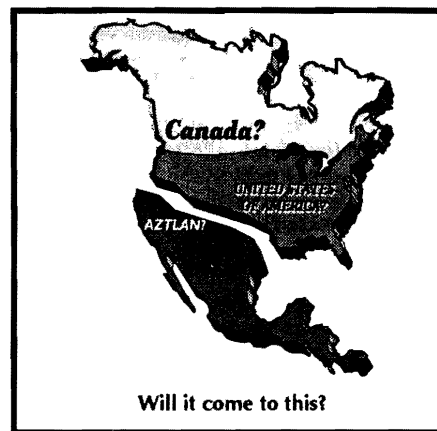 Canada?
UNITED STATES
OF AMERICA?
AZTLAN?
Will it come to this?